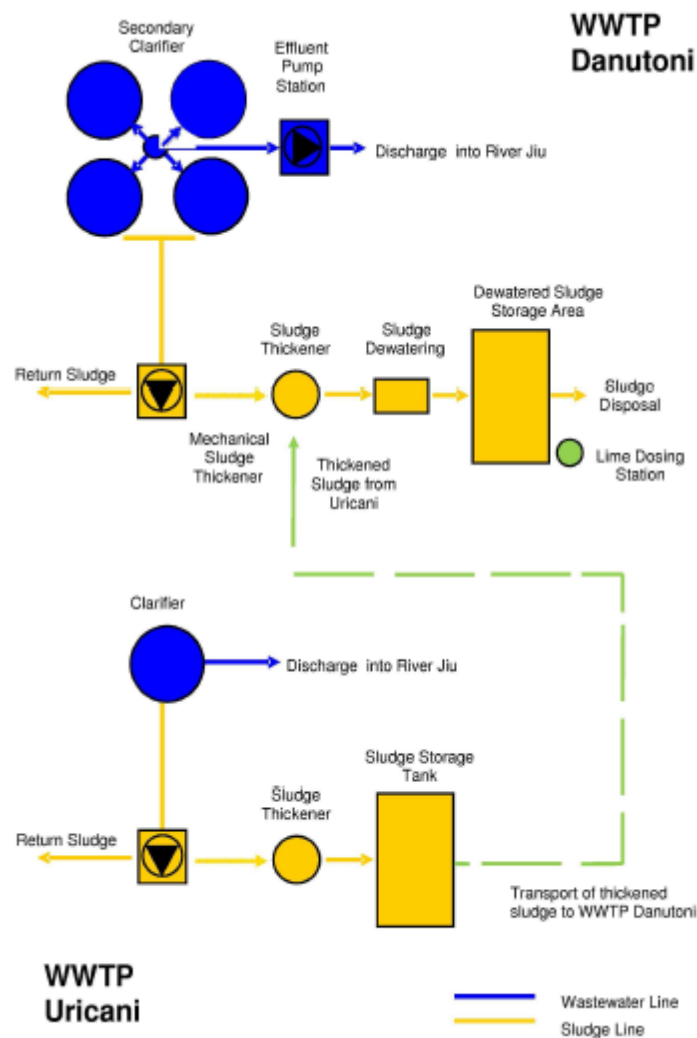 WWTP
Danutoni
Secondary
Clarifier
Effluent
Pump
Station
Discharge into River Jiu
Dewatered Sludge
Storage Area
Sludge
Thickener
Sludge
Dewatering
Return Sludge
Sludge
Disposal
Mechanical
Sludge
Thickener
Thickened
Sludge from
Uricani
Lime Dosing
Station
Clarifier
Discharge into River Jiu
Sludge Storage
Tank
Sludge
Thickener
Return Sludge
Transport of thickened
sludge to WWTP Danutoni
WWTP
Uricani
Wastewater Line
Sludge Line